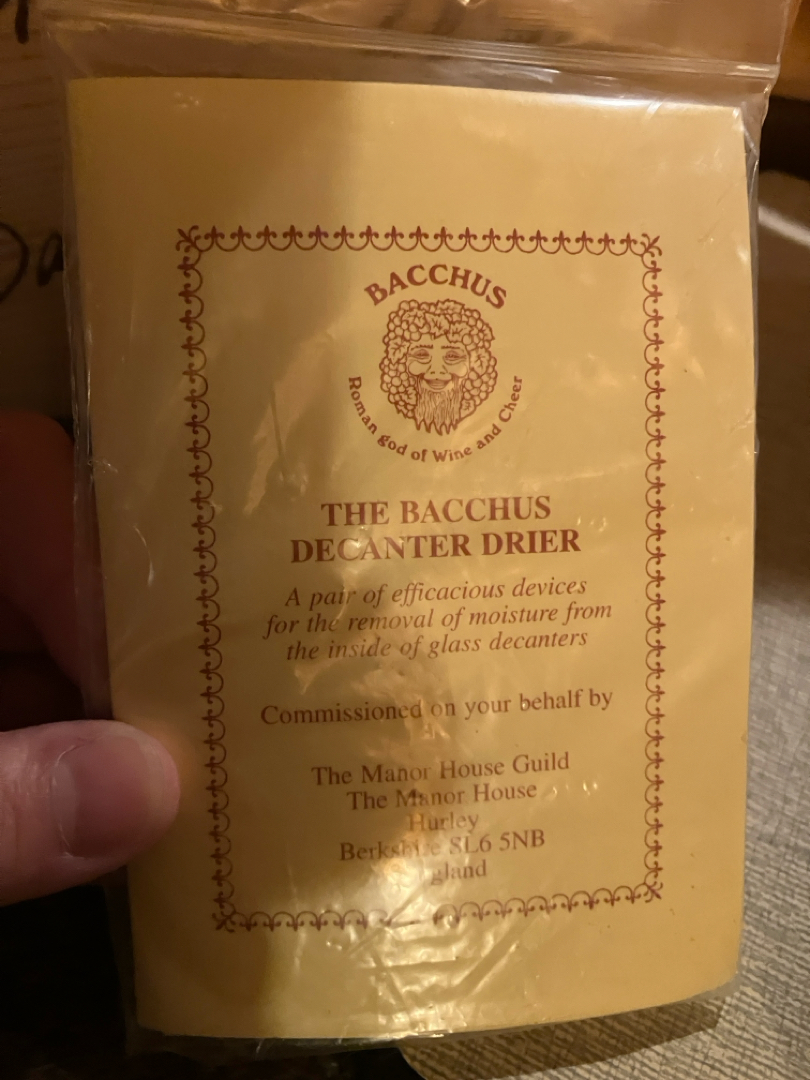 BACCHUS
Roman god of Wine and Cheer
THE BACCHUS
DECANTER DRIER
A pair of efficacious devices
for the removal of moisture from
the inside of glass decanters
Commissioned on your behalf by
The Manor House Guild
The Manor House
Hurley
Berkshire SL6 5NB
England